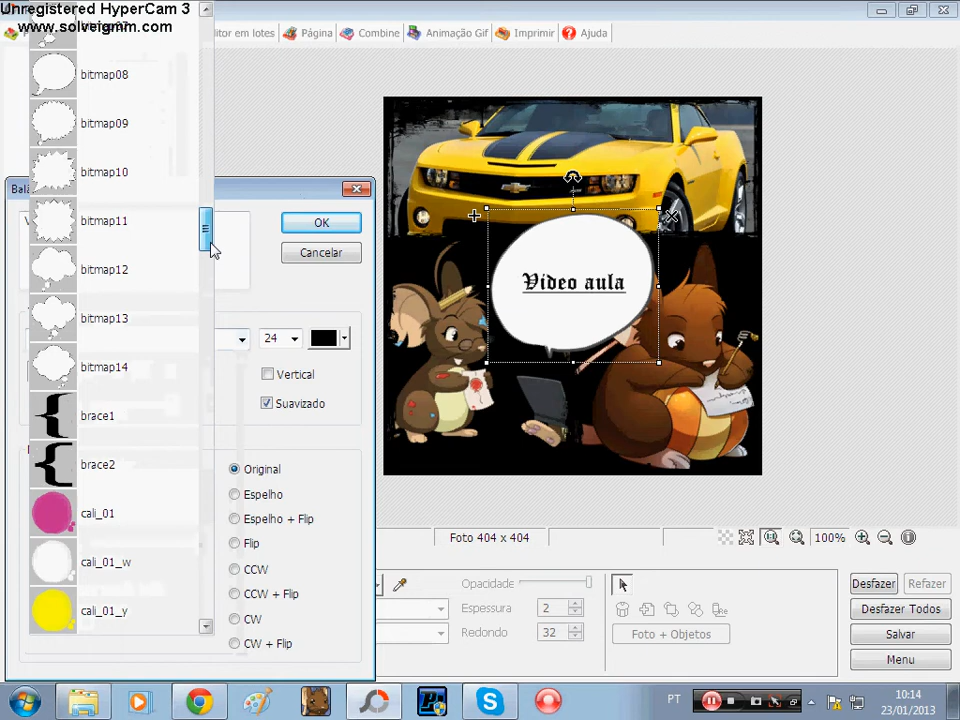 Unregistered HyperCam 3
www.solveigmm.com
itor em lotes
Página
Combine
Animação Gif
Imprimir
Ajuda
bitmap08
bitmap09
bitmap10
bitmap11
bitmap12
bitmap13
bitmap14
brace1
brace2
cali_01
cali_01_w
cali_01_y
Balã
OK
Cancelar
24
Vertical
Suavizado
Original
Espelho
Espelho + Flip
Flip
CCW
CCW + Flip
CW
CW + Flip
Video aula
Foto 404 x 404
100%
Opacidade
Espessura
2
Redondo
32
Foto + Objetos
Desfazer
Refazer
Desfazer Todos
Salvar
Menu
PT
10:14
23/01/2013